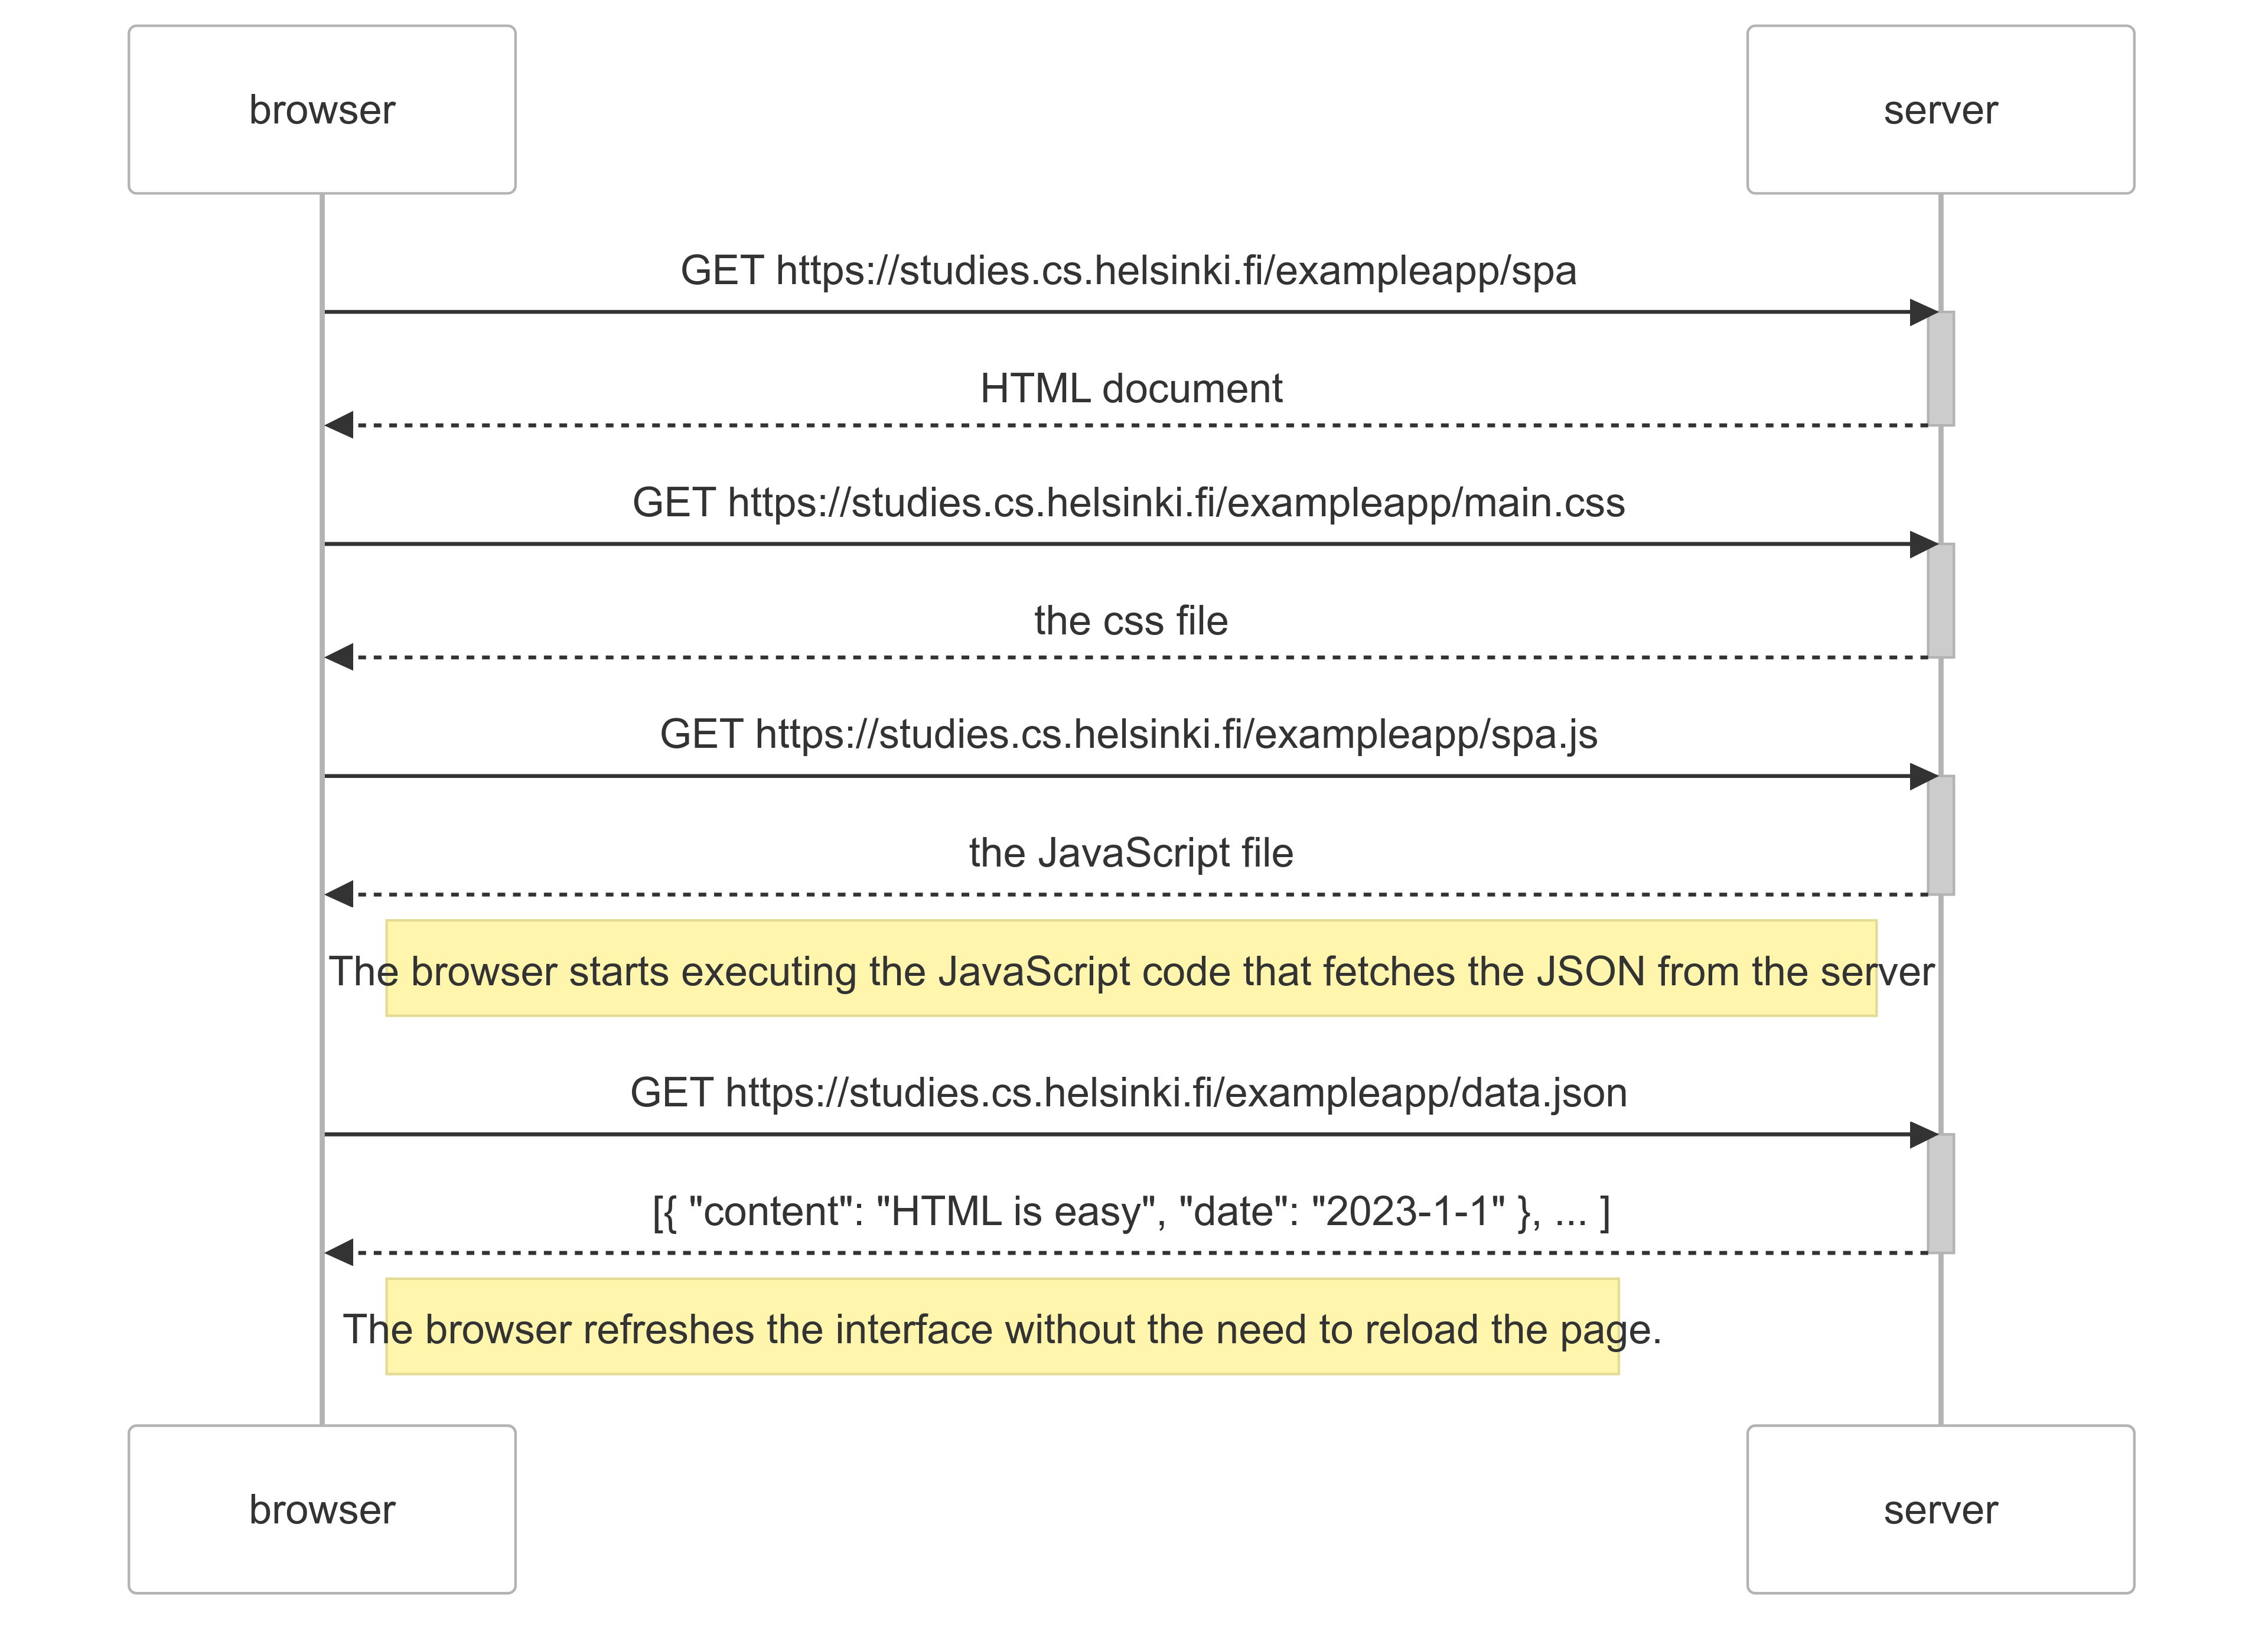 browser
server
GET https://studies.cs.helsinki.fi/exampleapp/spa
HTML document
GET https://studies.cs.helsinki.fi/exampleapp/main.css
the css file
GET https://studies.cs.helsinki.fi/exampleapp/spa.js
the JavaScript file
The browser starts executing the JavaScript code that fetches the JSON from the server
GET https://studies.cs.helsinki.fi/exampleapp/data.json
[{ "content": "HTML is easy", "date": "2023-1-1" }, ... ]
The browser refreshes the interface without the need to reload the page.
browser
server